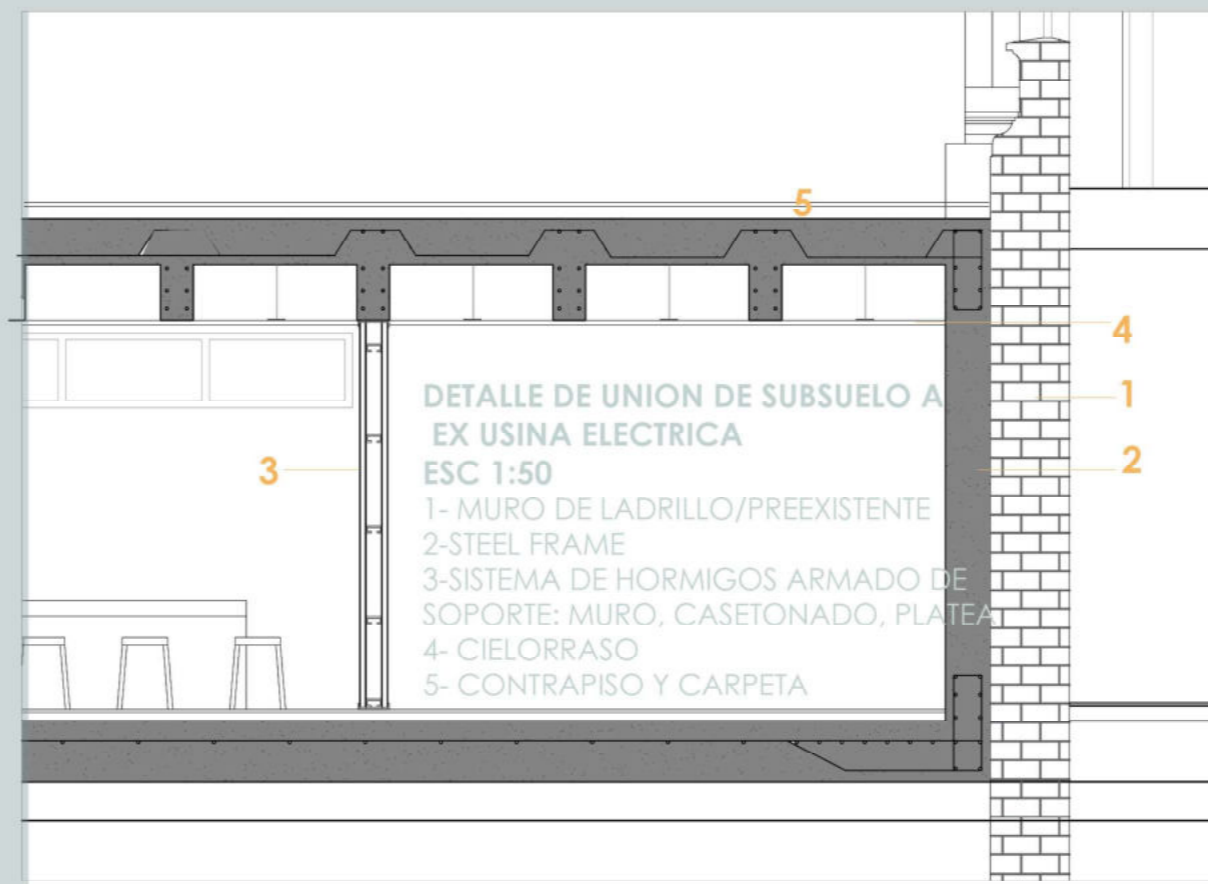 5
4
1
2
3
DETALLE DE UNION DE SUBSUELO A
EX USINA ELECTRICA
ESC 1:50
1- MURO DE LADRILLO/PREEXISTENTE
2-STEEL FRAME
3-SISTEMA DE HORMIGOS ARMADO DE
SOPORTE: MURO, CASETONADO, PLATEA
4- CIELORRASO
5- CONTRAPISO Y CARPETA